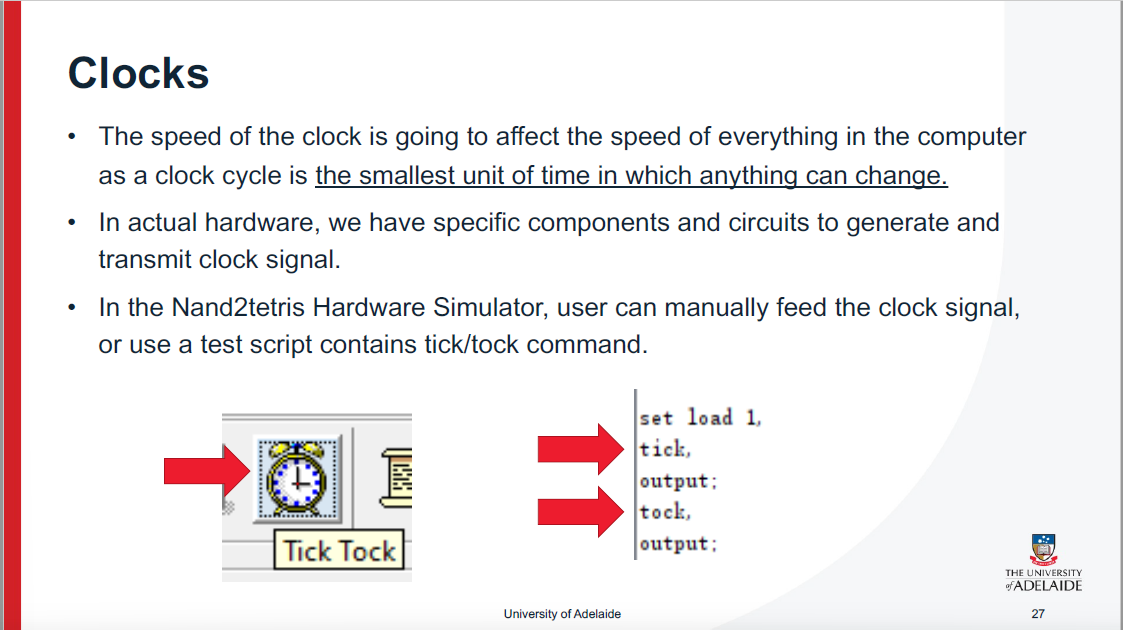 Clocks
• The speed of the clock is going to affect the speed of everything in the computer
as a clock cycle is the smallest unit of time in which anything can change.
• In actual hardware, we have specific components and circuits to generate and
transmit clock signal.
• In the Nand2tetris Hardware Simulator, user can manually feed the clock signal,
or use a test script contains tick/tock command.
Tick Tock
set load 1,
tick,
output;
tock,
output;
THE UNIVERSITY
of ADELAIDE
University of Adelaide
27